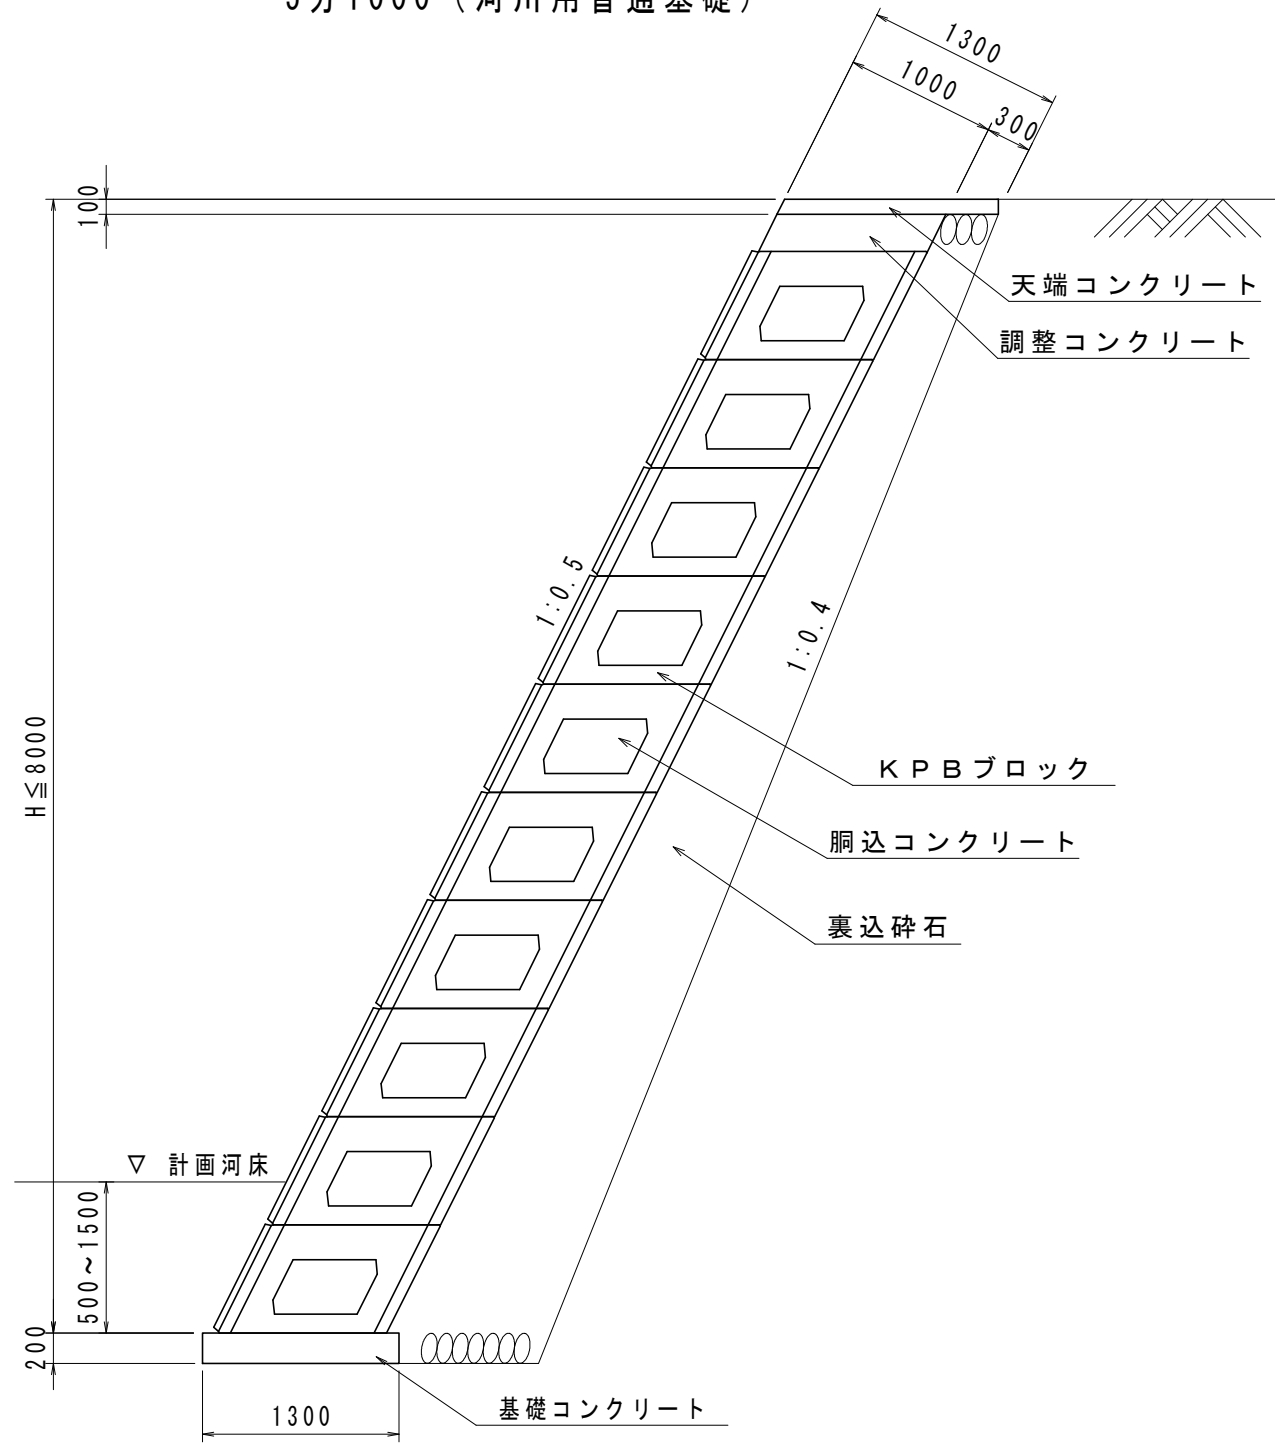 5分1000(河川用普通基礎)
1300
1000
300
100
天端コンクリート
調整コンクリート
1:0.5
1:0.4
H≦8000
KPBブロック
胴込コンクリート
裏込砕石
▽ 計画河床
500~1500
200
1300
基礎コンクリート